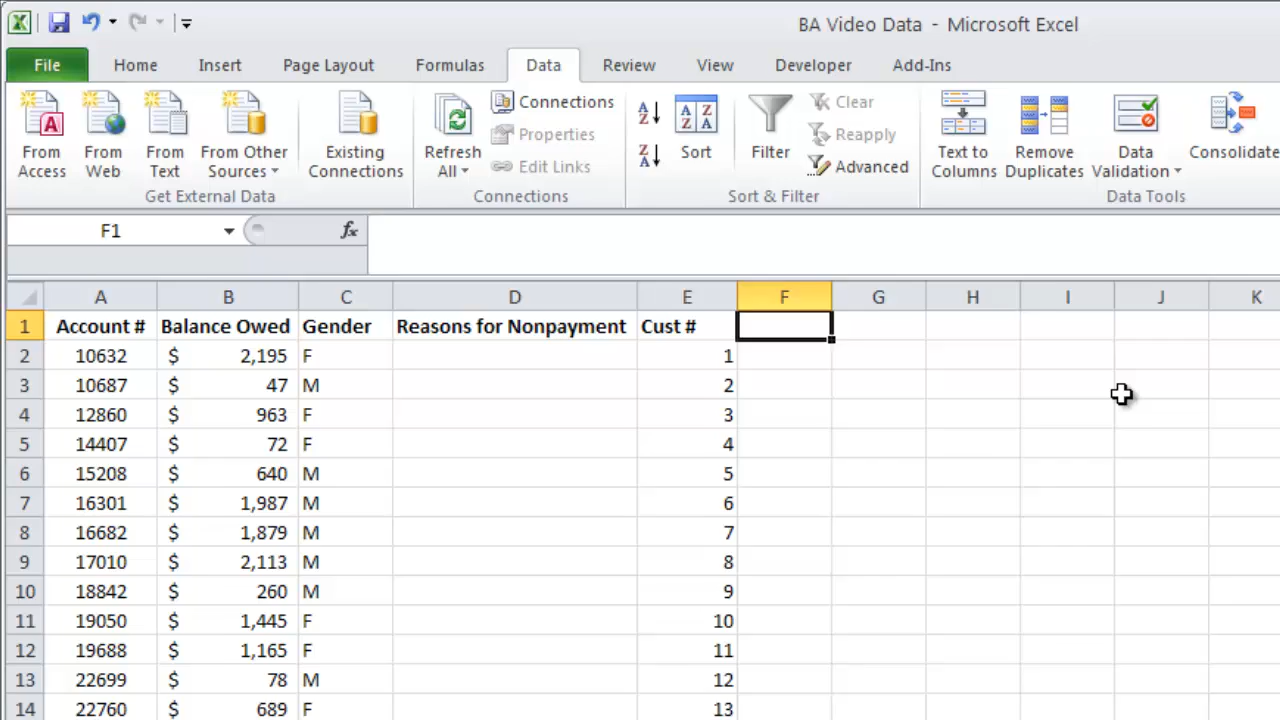 BA Video Data - Microsoft Excel
File Home Insert Page Layout Formulas Data Review View Developer Add-Ins
From Access
From Web
From Text
From Other Sources
Existing Connections
Get External Data
Refresh All
Connections
Properties
Edit Links
Connections
A Z
Z A
Sort
Filter
Clear
Reapply
Advanced
Sort & Filter
Text to Columns
Remove Duplicates
Data Validation
Consolidate
Data Tools
F1 fx
A B C D E F G H I J K
1 Account # Balance Owed Gender Reasons for Nonpayment Cust #
2 10632 $ 2,195 F 1
3 10687 $ 47 M 2
4 12860 $ 963 F 3
5 14407 $ 72 F 4
6 15208 $ 640 M 5
7 16301 $ 1,987 M 6
8 16682 $ 1,879 M 7
9 17010 $ 2,113 M 8
10 18842 $ 260 M 9
11 19050 $ 1,445 F 10
12 19688 $ 1,165 F 11
13 22699 $ 78 M 12
14 22760 $ 689 F 13